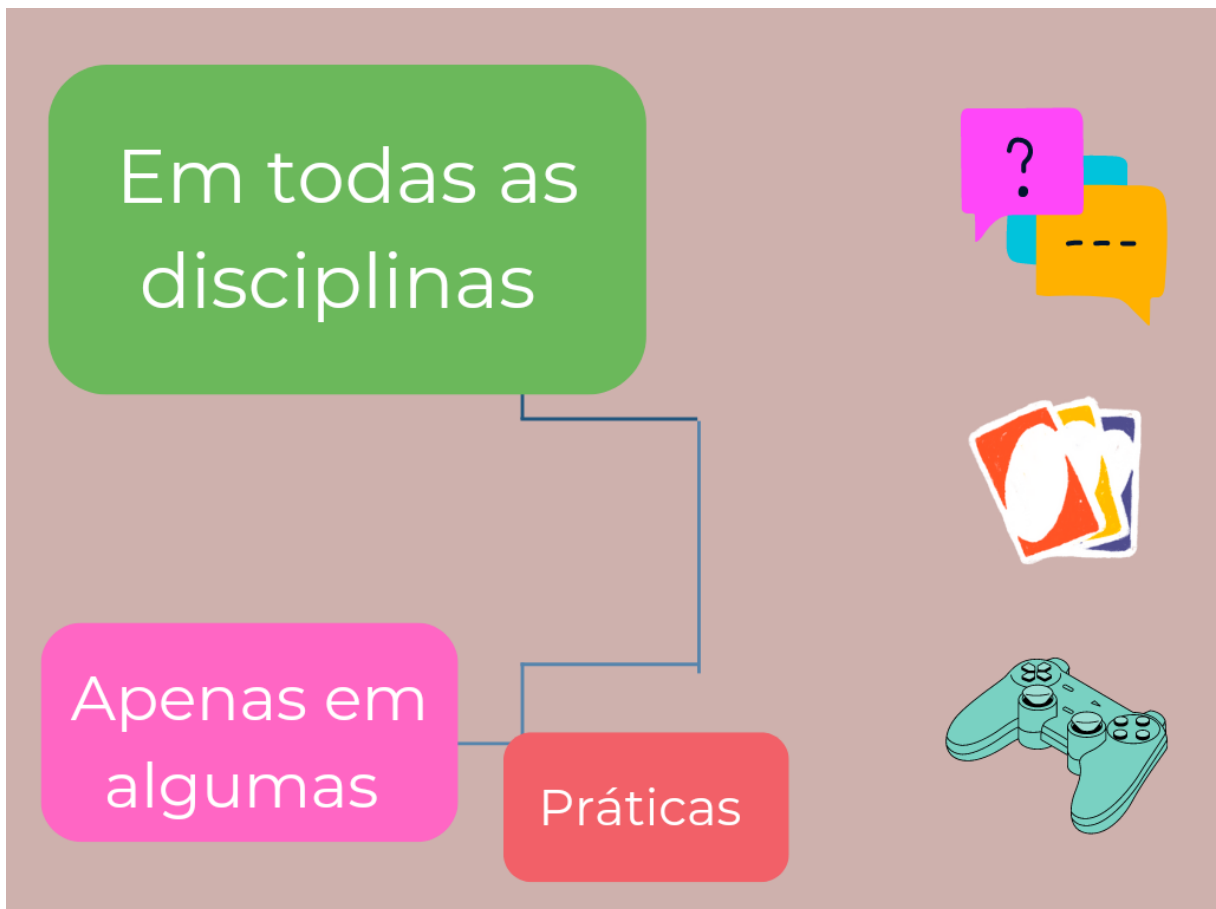 Em todas as
disciplinas
?
---
Apenas em
algumas
Práticas